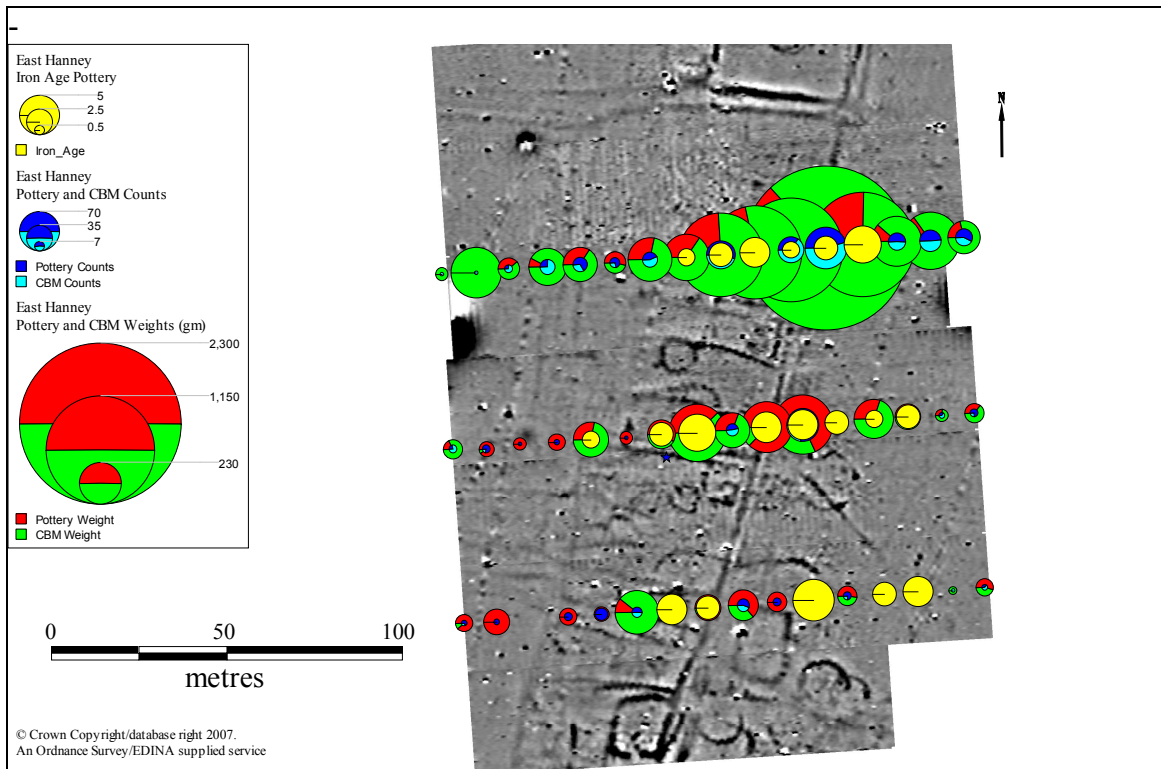 -
East Hanney
Iron Age Pottery
5
2.5
0.5
Iron_Age
East Hanney
Pottery and CBM Counts
70
35
7
Pottery Counts
CBM Counts
East Hanney
Pottery and CBM Weights (gm)
2,300
1,150
230
Pottery Weight
CBM Weight
N
0 50 100
metres
© Crown Copyright/database right 2007.
An Ordnance Survey/EDINA supplied service